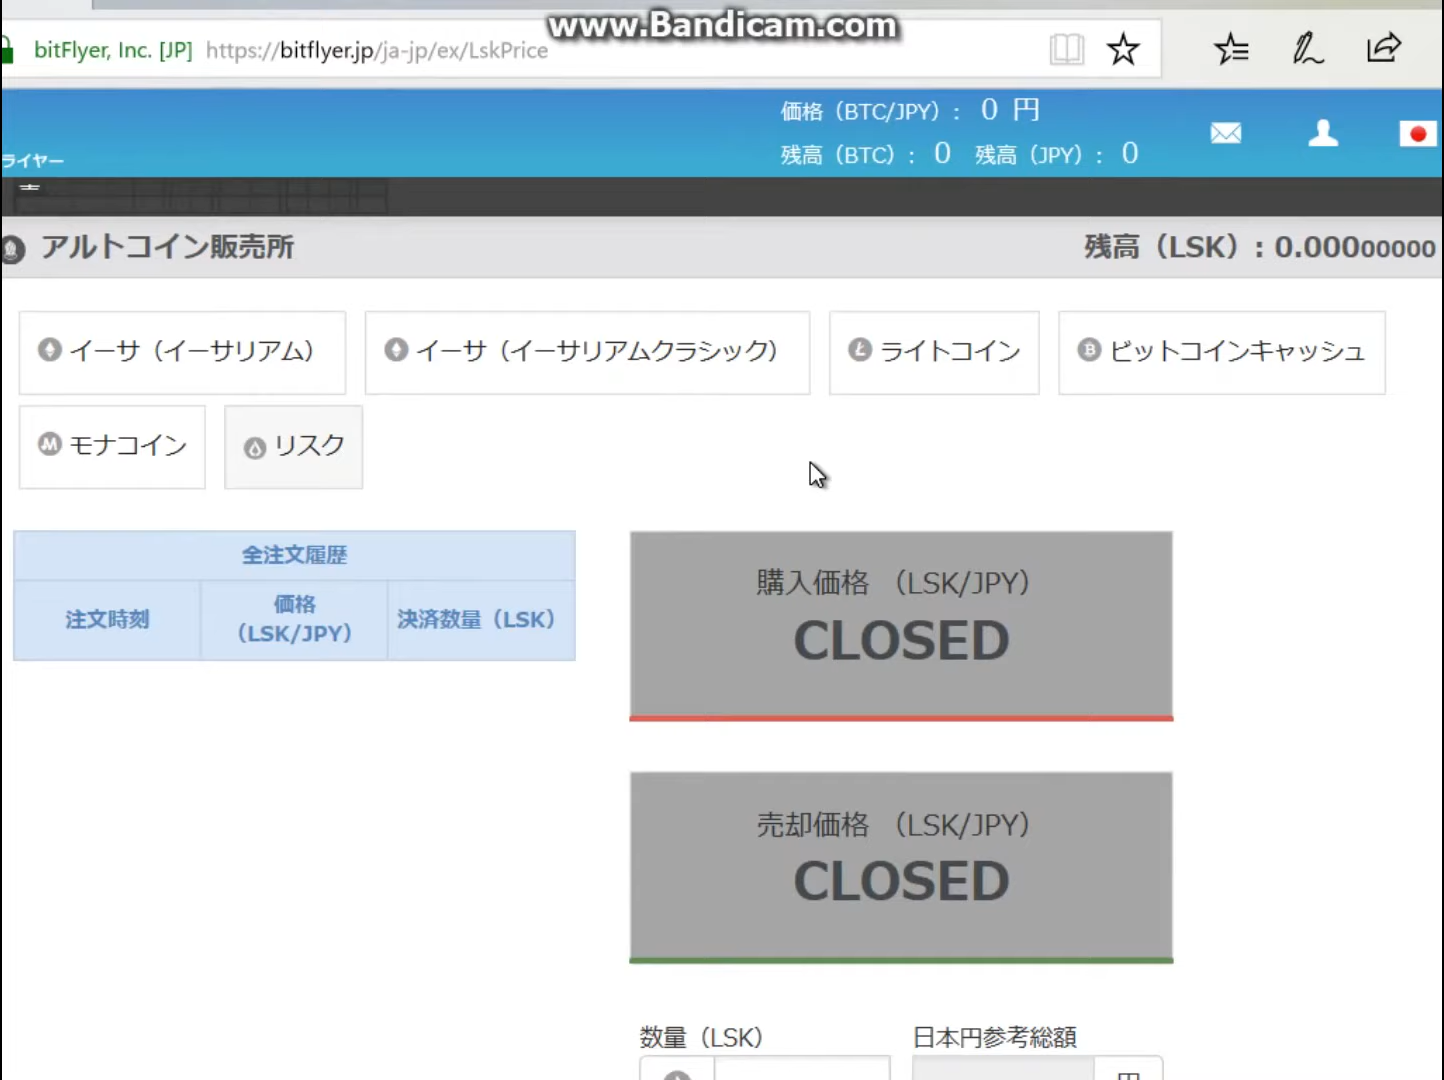 www.Bandicam.com
bitFlyer, Inc. [JP] https://bitflyer.jp/ja-jp/ex/LskPrice
価格（BTC/JPY）： 0 円
ライヤー
残高（BTC）： 0 残高（JPY）： 0
アルトコイン販売所
残高（LSK）: 0.00000000
イーサ（イーサリアム）
イーサ（イーサリアムクラシック）
ライトコイン
ビットコインキャッシュ
モナコイン
リスク
全注文履歴
注文時刻
価格
（LSK/JPY）
決済数量（LSK）
購入価格 （LSK/JPY）
CLOSED
売却価格 （LSK/JPY）
CLOSED
数量（LSK）
日本円参考総額
円